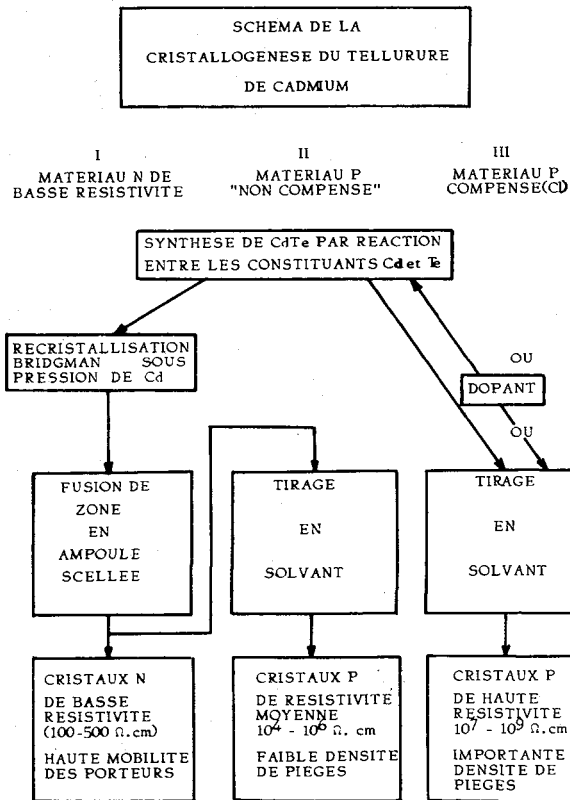 SCHEMA DE LA
CRISTALLOGENESE DU TELLURURE
DE CADMIUM
I
MATERIAU N DE
BASSE RESISTIVITE
II
MATERIAU P
"NON COMPENSE"
III
MATERIAU P
COMPENSE(Cl)
SYNTHESE DE CdTe PAR REACTION
ENTRE LES CONSTITUANTS Cd et Te
RECRISTALLISATION
BRIDGMAN SOUS
PRESSION DE Cd
OU
DOPANT
OU
FUSION DE
ZONE
EN
AMPOULE
SCELLEE
TIRAGE
EN
SOLVANT
TIRAGE
EN
SOLVANT
CRISTAUX N
DE BASSE
RESISTIVITE
(100-500 Ω.cm)
HAUTE MOBILITE
DES PORTEURS
CRISTAUX P
DE RESISTIVITE
MOYENNE
10⁴ - 10⁶ Ω. cm
FAIBLE DENSITE
DE PIEGES
CRISTAUX P
DE HAUTE
RESISTIVITE
10⁷ - 10⁹ Ω.cm
IMPORTANTE
DENSITE DE
PIEGES